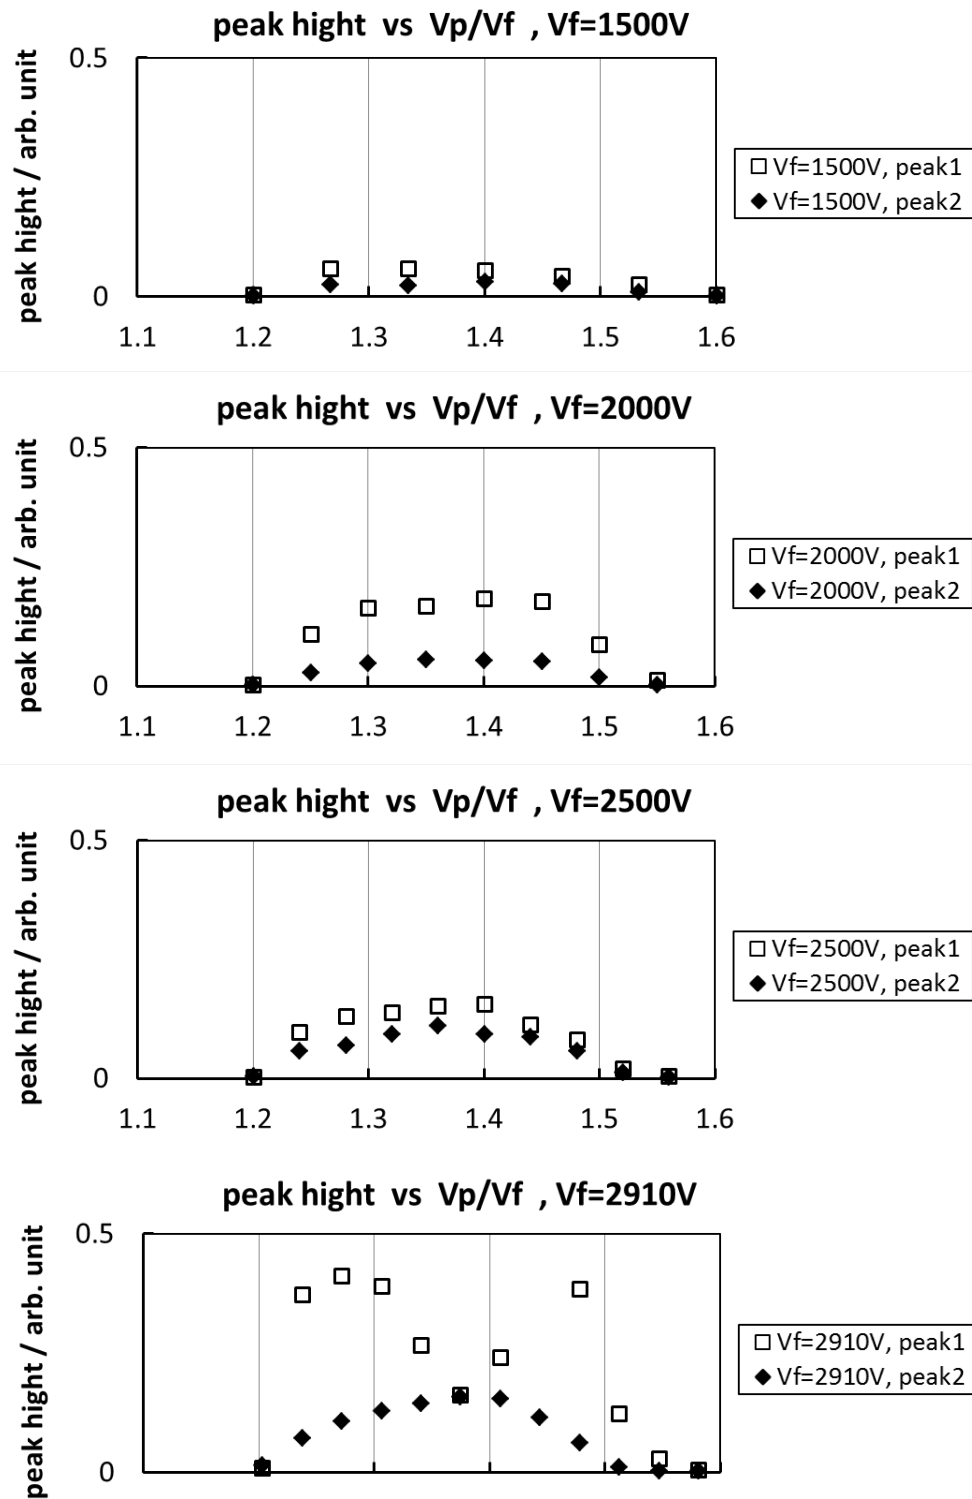 peak hight vs Vp/Vf , Vf=1500V
peak hight / arb. unit
0.5
0
1.1 1.2 1.3 1.4 1.5 1.6
Vf=1500V, peak1
Vf=1500V, peak2
peak hight vs Vp/Vf , Vf=2000V
peak hight / arb. unit
0.5
0
1.1 1.2 1.3 1.4 1.5 1.6
Vf=2000V, peak1
Vf=2000V, peak2
peak hight vs Vp/Vf , Vf=2500V
peak hight / arb. unit
0.5
0
1.1 1.2 1.3 1.4 1.5 1.6
Vf=2500V, peak1
Vf=2500V, peak2
peak hight vs Vp/Vf , Vf=2910V
peak hight / arb. unit
0.5
0
Vf=2910V, peak1
Vf=2910V, peak2